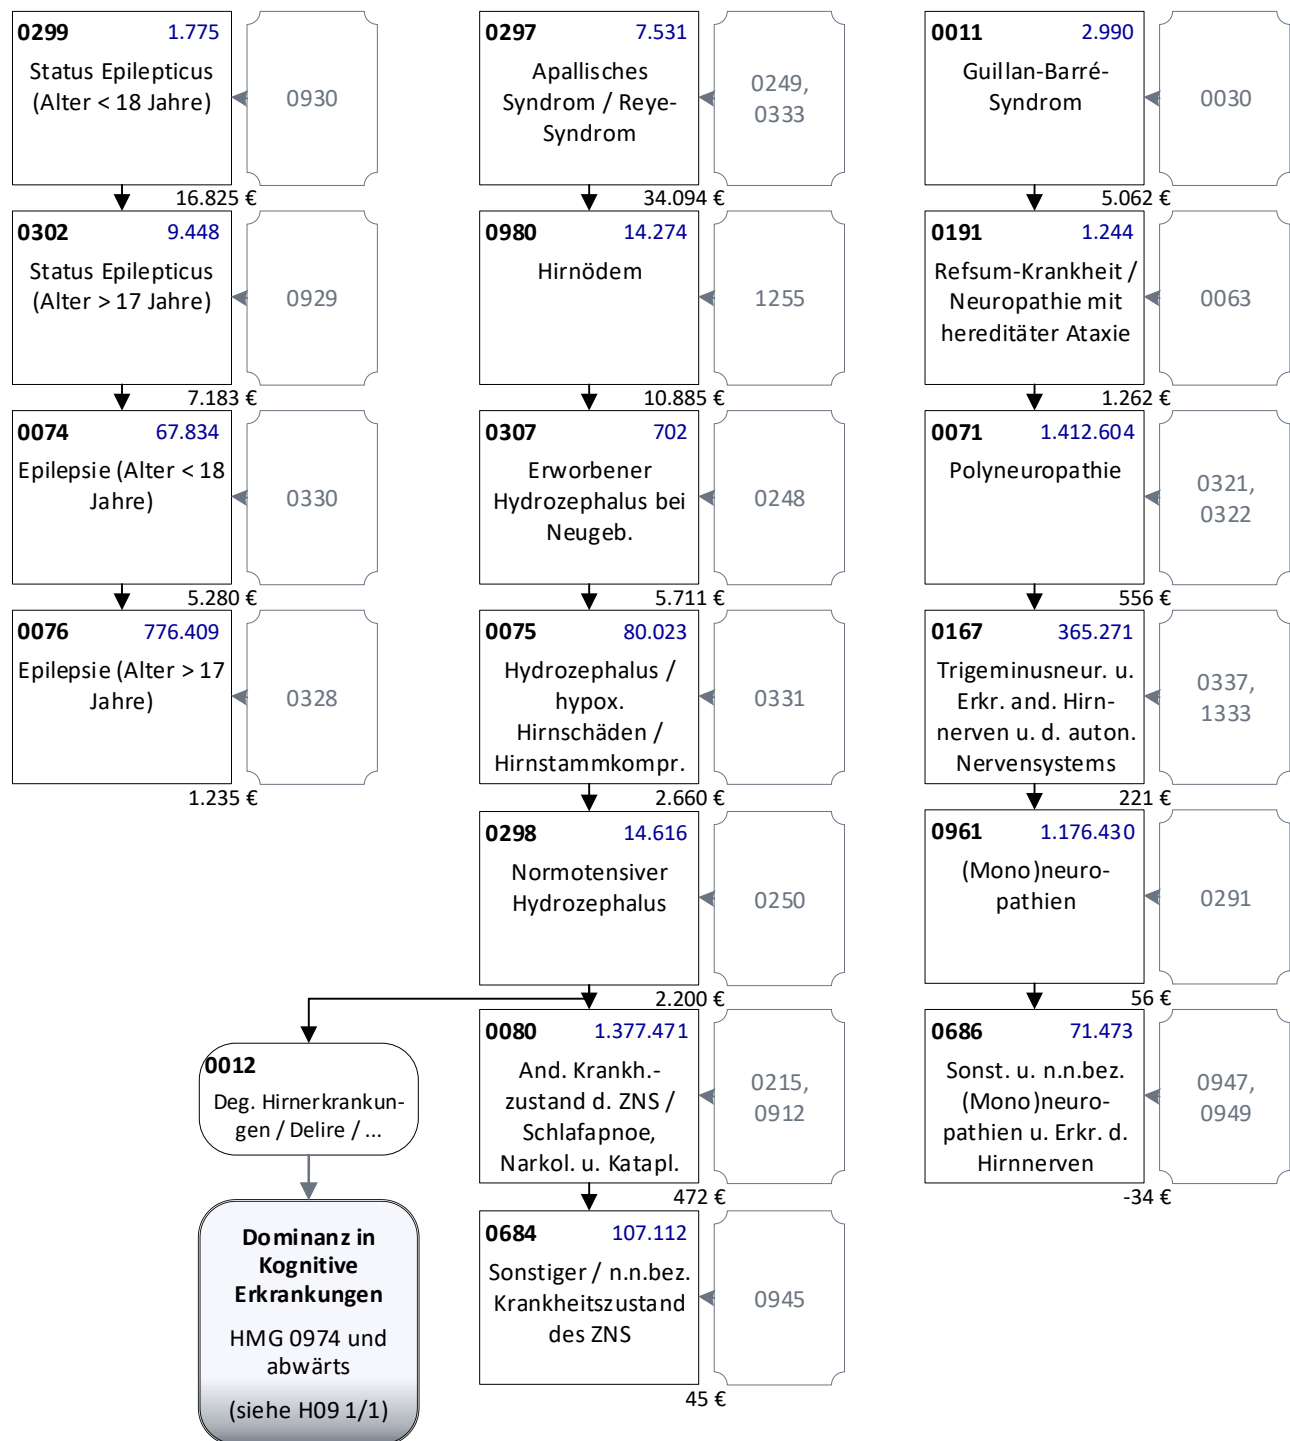 0299 1.775
Status Epilepticus
(Alter < 18 Jahre)
0930
16.825 €
0302 9.448
Status Epilepticus
(Alter > 17 Jahre)
0929
7.183 €
0074 67.834
Epilepsie (Alter < 18
Jahre)
0330
5.280 €
0076 776.409
Epilepsie (Alter > 17
Jahre)
0328
1.235 €
0297 7.531
Apallisches
Syndrom / Reye-
Syndrom
0249,
0333
34.094 €
0980 14.274
Hirnödem
1255
10.885 €
0307 702
Erworbener
Hydrozephalus bei
Neugeb.
0248
5.711 €
0075 80.023
Hydrozephalus /
hypox.
Hirnschäden /
Hirnstammkompr.
0331
2.660 €
0298 14.616
Normotensiver
Hydrozephalus
0250
2.200 €
0012
Deg. Hirnerkrankun-
gen / Delire / ...
Dominanz in
Kognitive
Erkrankungen
HMG 0974 und
abwärts
(siehe H09 1/1)
0080 1.377.471
And. Krankh.-
zustand d. ZNS /
Schlafapnoe,
Narkol. u. Katapl.
0215,
0912
472 €
0684 107.112
Sonstiger / n.n.bez.
Krankheitszustand
des ZNS
0945
45 €
0011 2.990
Guillan-Barré-
Syndrom
0030
5.062 €
0191 1.244
Refsum-Krankheit /
Neuropathie mit
hereditäter Ataxie
0063
1.262 €
0071 1.412.604
Polyneuropathie
0321,
0322
556 €
0167 365.271
Trigeminusneur. u.
Erkr. and. Hirn-
nerven u. d. auton.
Nervensystems
0337,
1333
221 €
0961 1.176.430
(Mono)neuro-
pathien
0291
56 €
0686 71.473
Sonst. u. n.n.bez.
(Mono)neuro-
pathien u. Erkr. d.
Hirnnerven
0947,
0949
-34 €